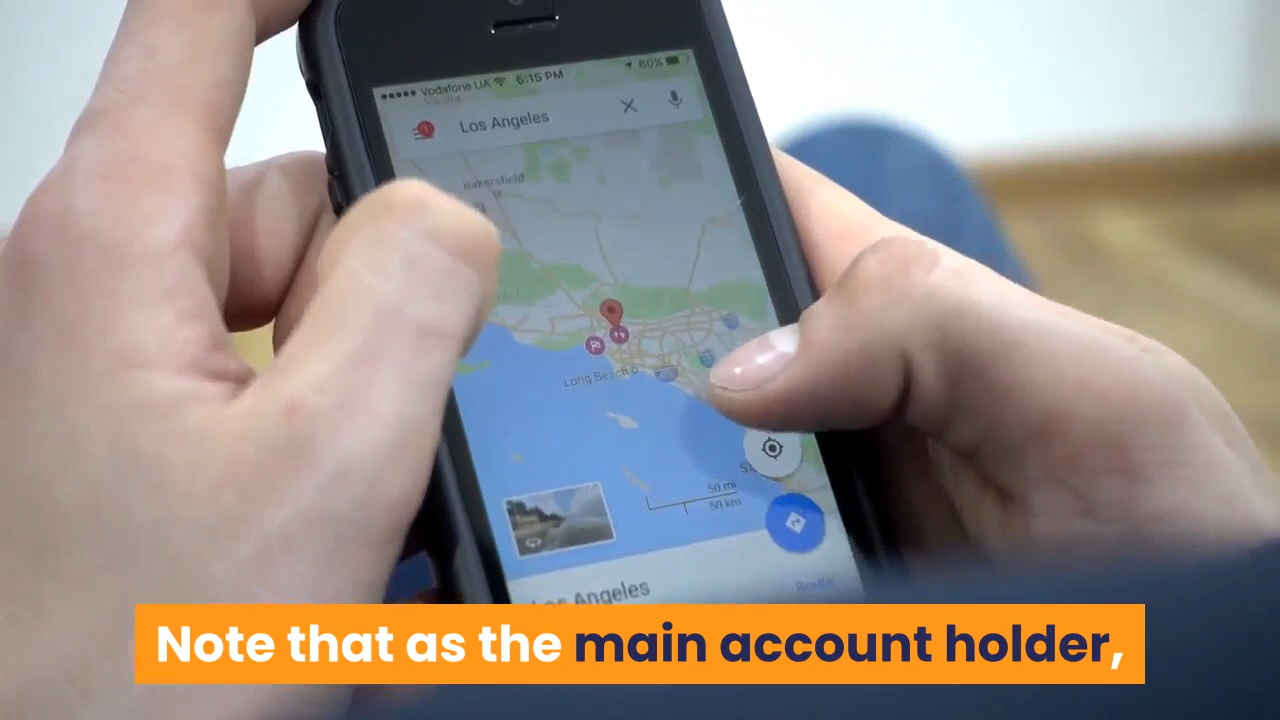 Vodafone UA 6:15 PM 60%
Los Angeles
Bakersfield
Long Beach
50 mi
50 km
Los Angeles
Route
Note that as the main account holder,